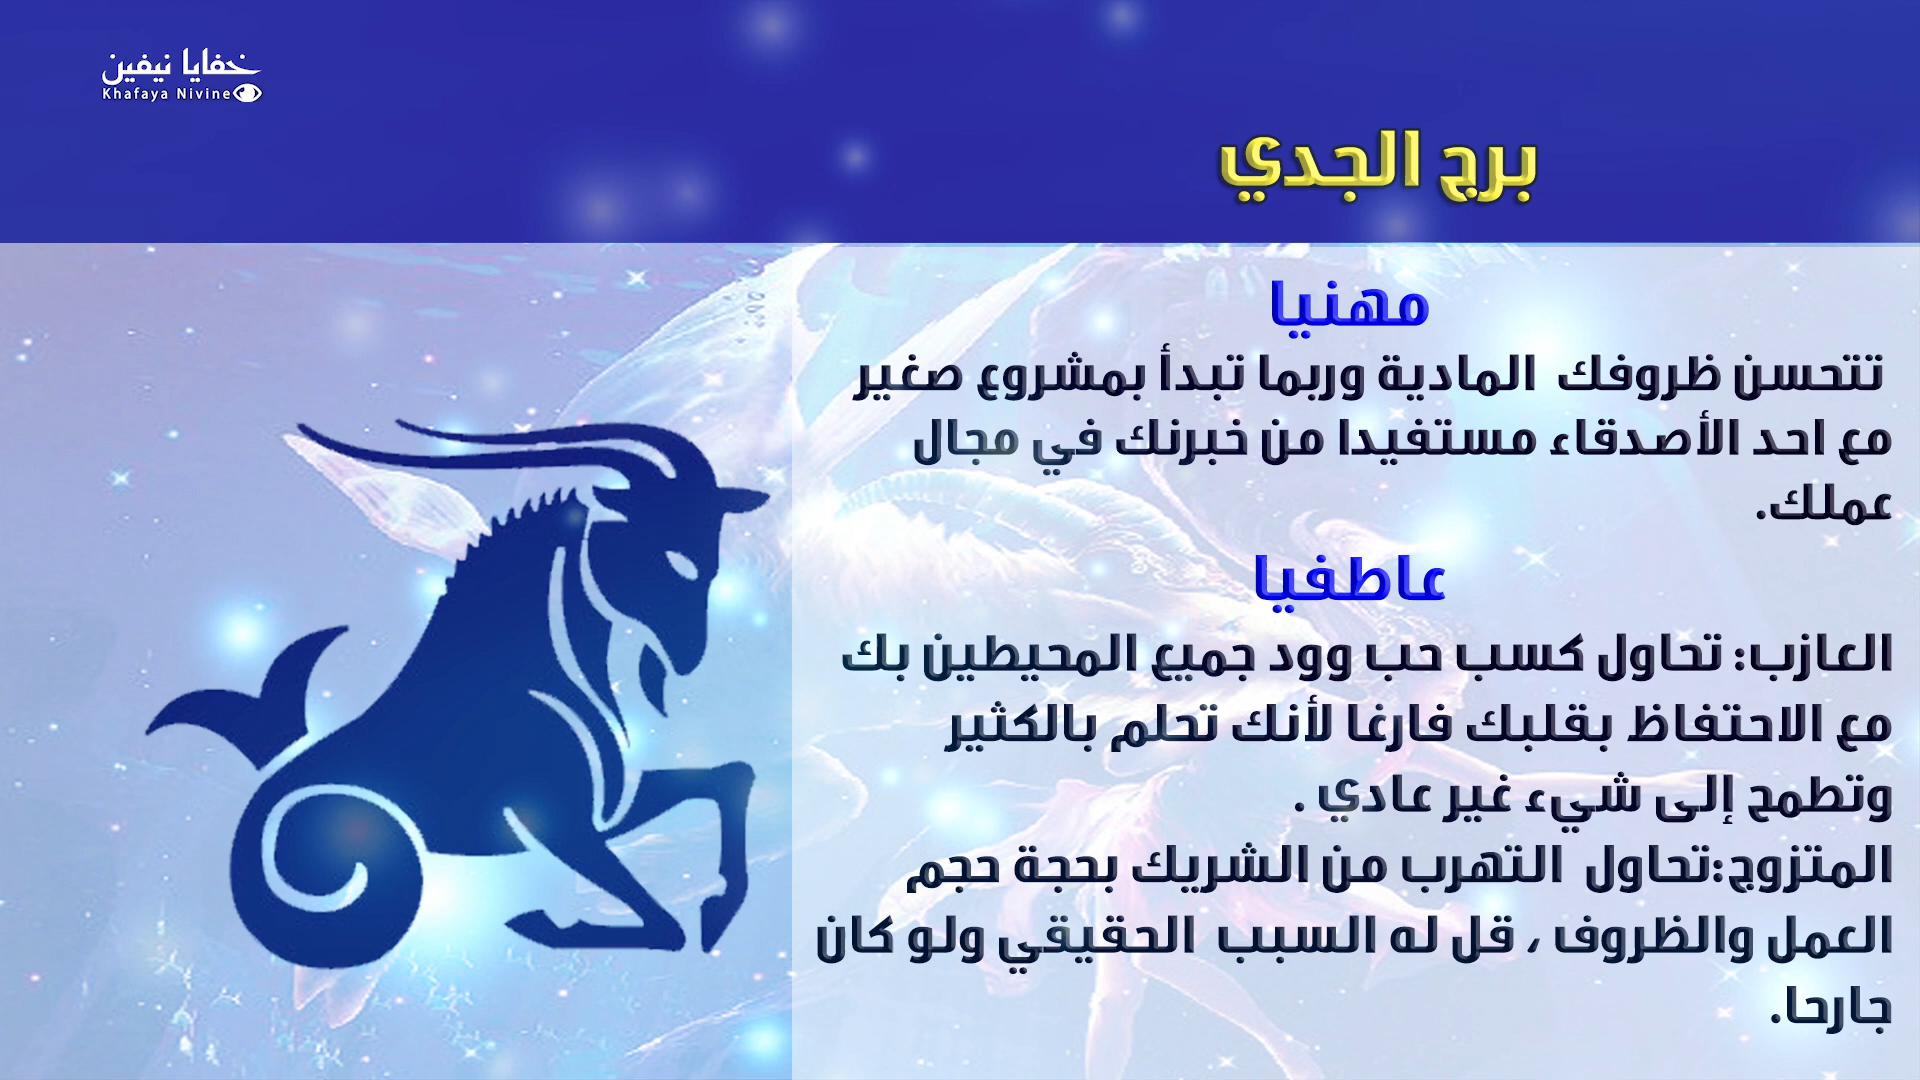 خفايا نيفين
Khafaya Nivine
برج الجدي
مهنيا
تتحسن ظروفك المادية وربما تبدأ بمشروع صغير
مع احد الأصدقاء مستفيدا من خبرنك في مجال
عملك.
عاطفيا
العازب: تحاول كسب حب وود جميع المحيطين بك
مع الاحتفاظ بقلبك فارغا لأنك تحلم بالكثير
وتطمح إلى شيء غير عادي .
المتزوج:تحاول التهرب من الشريك بحجة حجم
العمل والظروف ، قل له السبب الحقيقي ولو كان
جارحا.